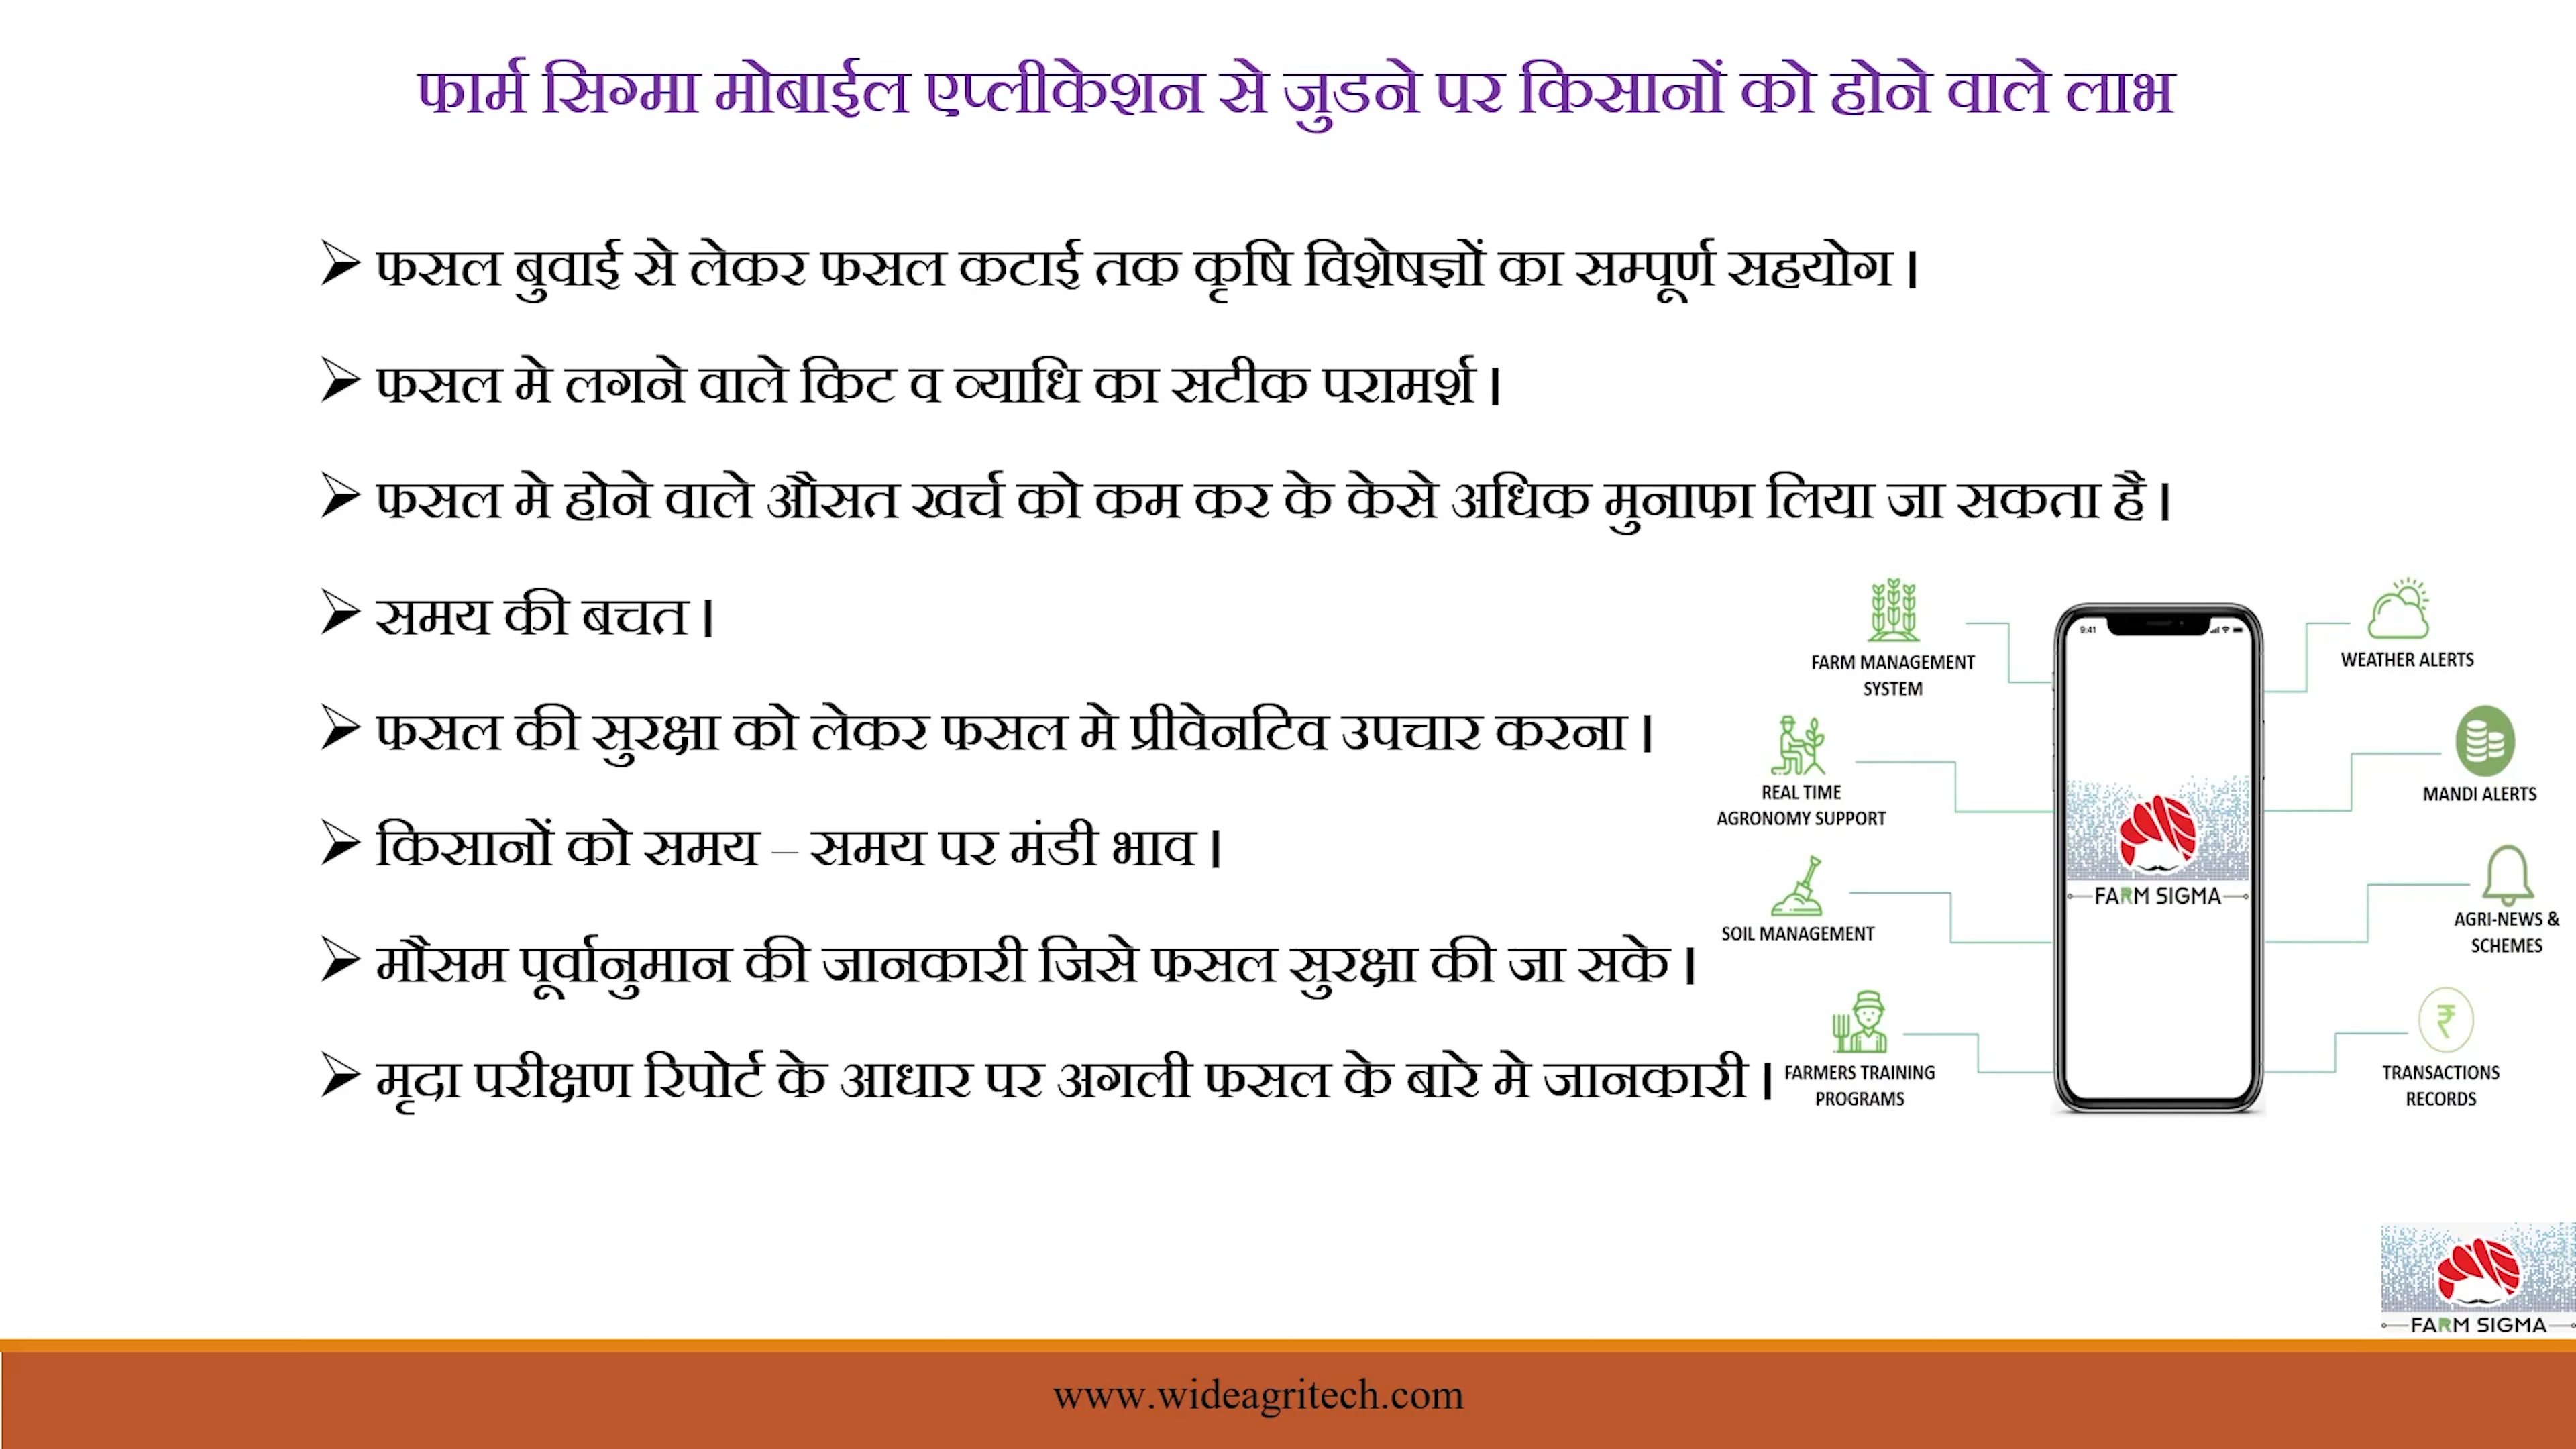 फार्म सिग्मा मोबाईल एप्लीकेशन से जुडने पर किसानों को होने वाले लाभ
फसल बुवाई से लेकर फसल कटाई तक कृषि विशेषज्ञों का सम्पूर्ण सहयोग।
फसल मे लगने वाले किट व व्याधि का सटीक परामर्श।
फसल मे होने वाले औसत खर्च को कम कर के केसे अधिक मुनाफा लिया जा सकता है।
समय की बचत।
फसल की सुरक्षा को लेकर फसल मे प्रीवेनटिव उपचार करना।
किसानों को समय – समय पर मंडी भाव।
मौसम पूर्वानुमान की जानकारी जिसे फसल सुरक्षा की जा सके।
मृदा परीक्षण रिपोर्ट के आधार पर अगली फसल के बारे मे जानकारी।
FARM MANAGEMENT
SYSTEM
REAL TIME
AGRONOMY SUPPORT
SOIL MANAGEMENT
FARMERS TRAINING
PROGRAMS
9:41
FARM SIGMA
WEATHER ALERTS
MANDI ALERTS
AGRI-NEWS &
SCHEMES
₹
TRANSACTIONS
RECORDS
FARM SIGMA
www.wideagritech.com